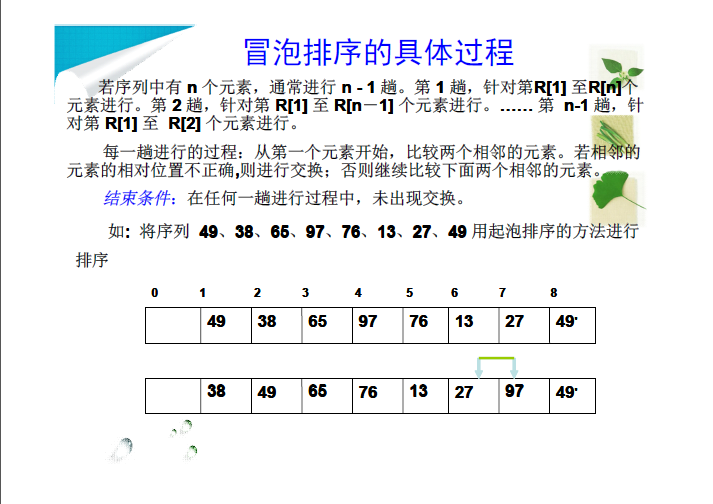 冒泡排序的具体过程
若序列中有 n 个元素，通常进行 n - 1 趟。第 1 趟，针对第R[1] 至R[n]个
元素进行。第 2 趟，针对第 R[1] 至 R[n－1] 个元素进行。…… 第 n-1 趟，针
对第 R[1] 至 R[2] 个元素进行。
每一趟进行的过程：从第一个元素开始，比较两个相邻的元素。若相邻的
元素的相对位置不正确,则进行交换；否则继续比较下面两个相邻的元素。
结束条件：在任何一趟进行过程中，未出现交换。
如: 将序列 49、38、65、97、76、13、27、49 用起泡排序的方法进行
排序
0 1 2 3 4 5 6 7 8
49 38 65 97 76 13 27 49·
38 49 65 76 13 27 97 49·